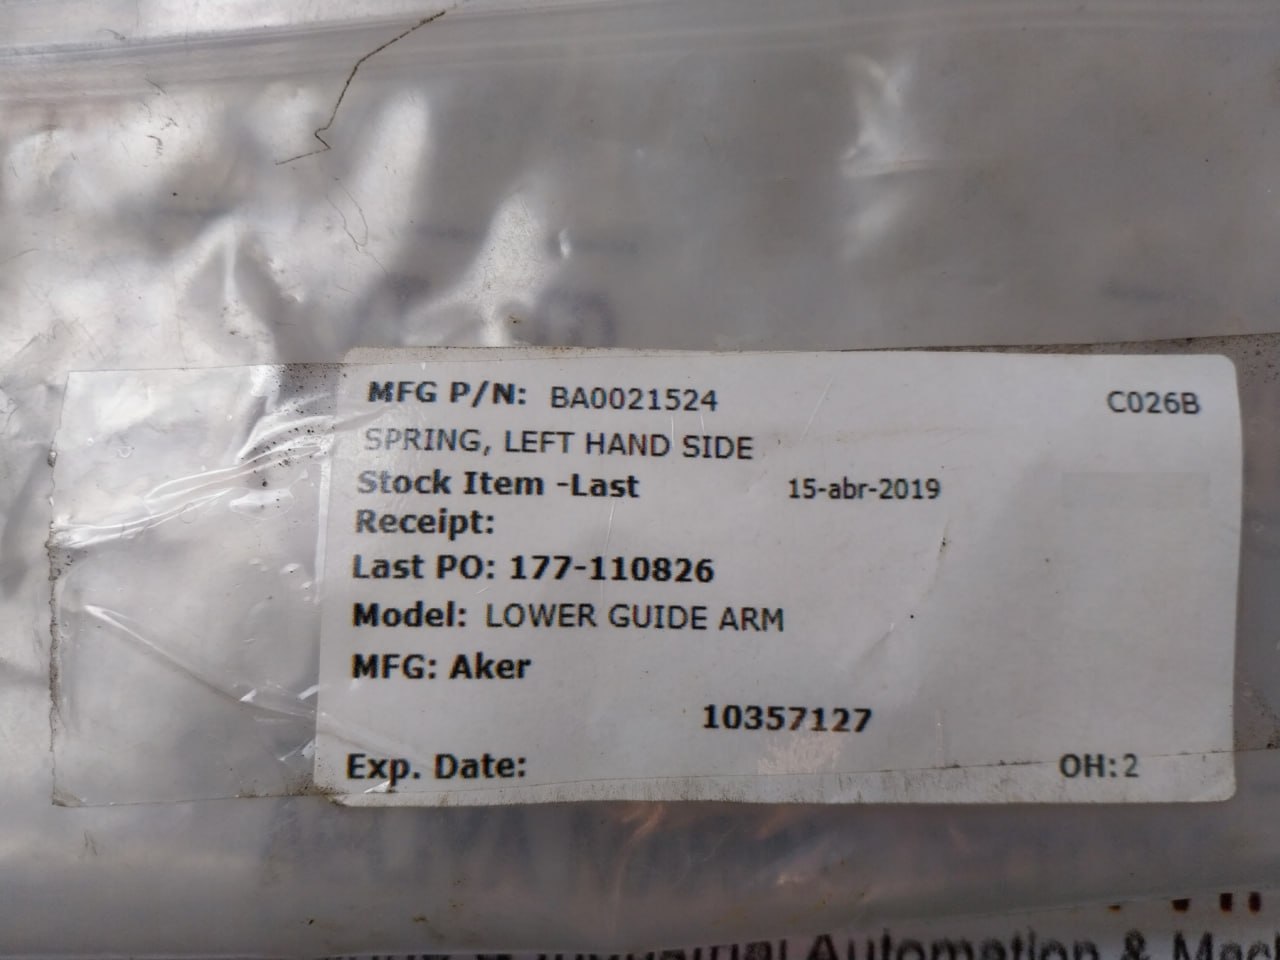 MFG P/N: BA0021524 C026B
SPRING, LEFT HAND SIDE
Stock Item -Last 15-abr-2019
Receipt:
Last PO: 177-110826
Model: LOWER GUIDE ARM
MFG: Aker
10357127
Exp. Date: OH: 2
Industrial Automation &